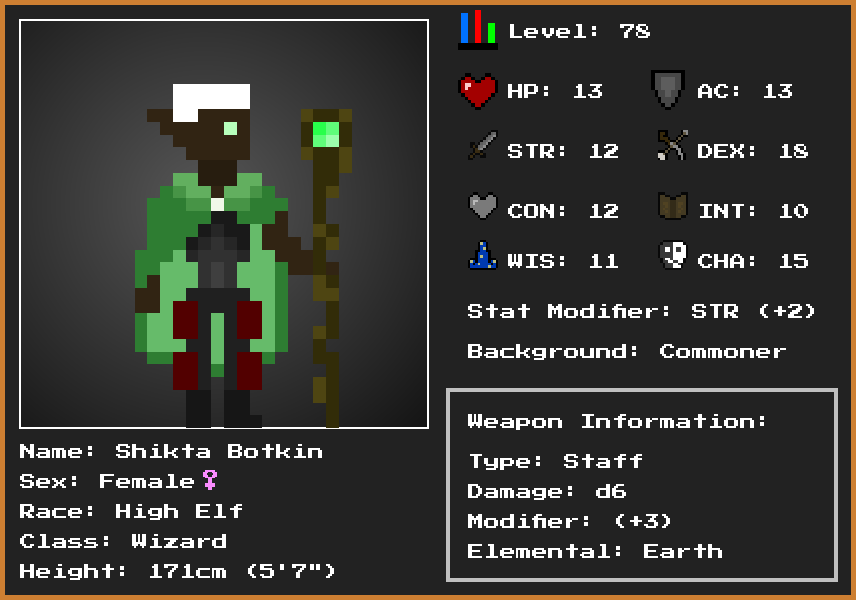 Level: 78
HP: 13 AC: 13
STR: 12 DEX: 18
CON: 12 INT: 10
WIS: 11 CHA: 15
Stat Modifier: STR (+2)
Background: Commoner
Weapon Information:
Type: Staff
Damage: d6
Modifier: (+3)
Elemental: Earth
Name: Shikta Botkin
Sex: Female♀
Race: High Elf
Class: Wizard
Height: 171cm (5'7")